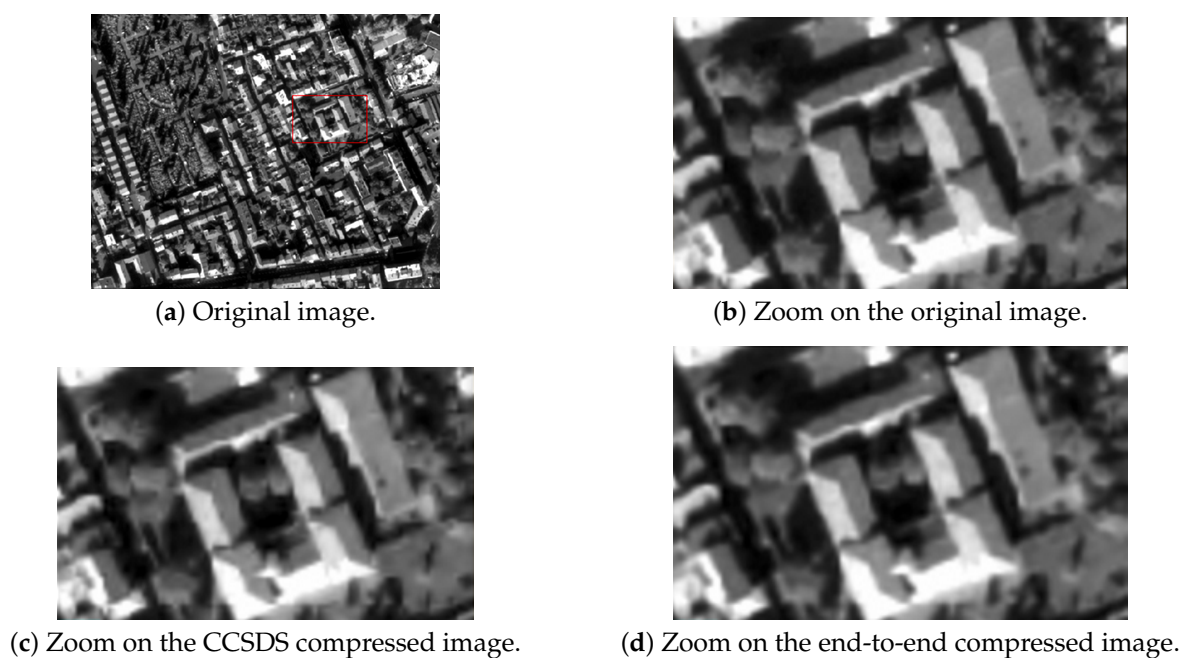 (a) Original image.
(b) Zoom on the original image.
(c) Zoom on the CCSDS compressed image.
(d) Zoom on the end-to-end compressed image.